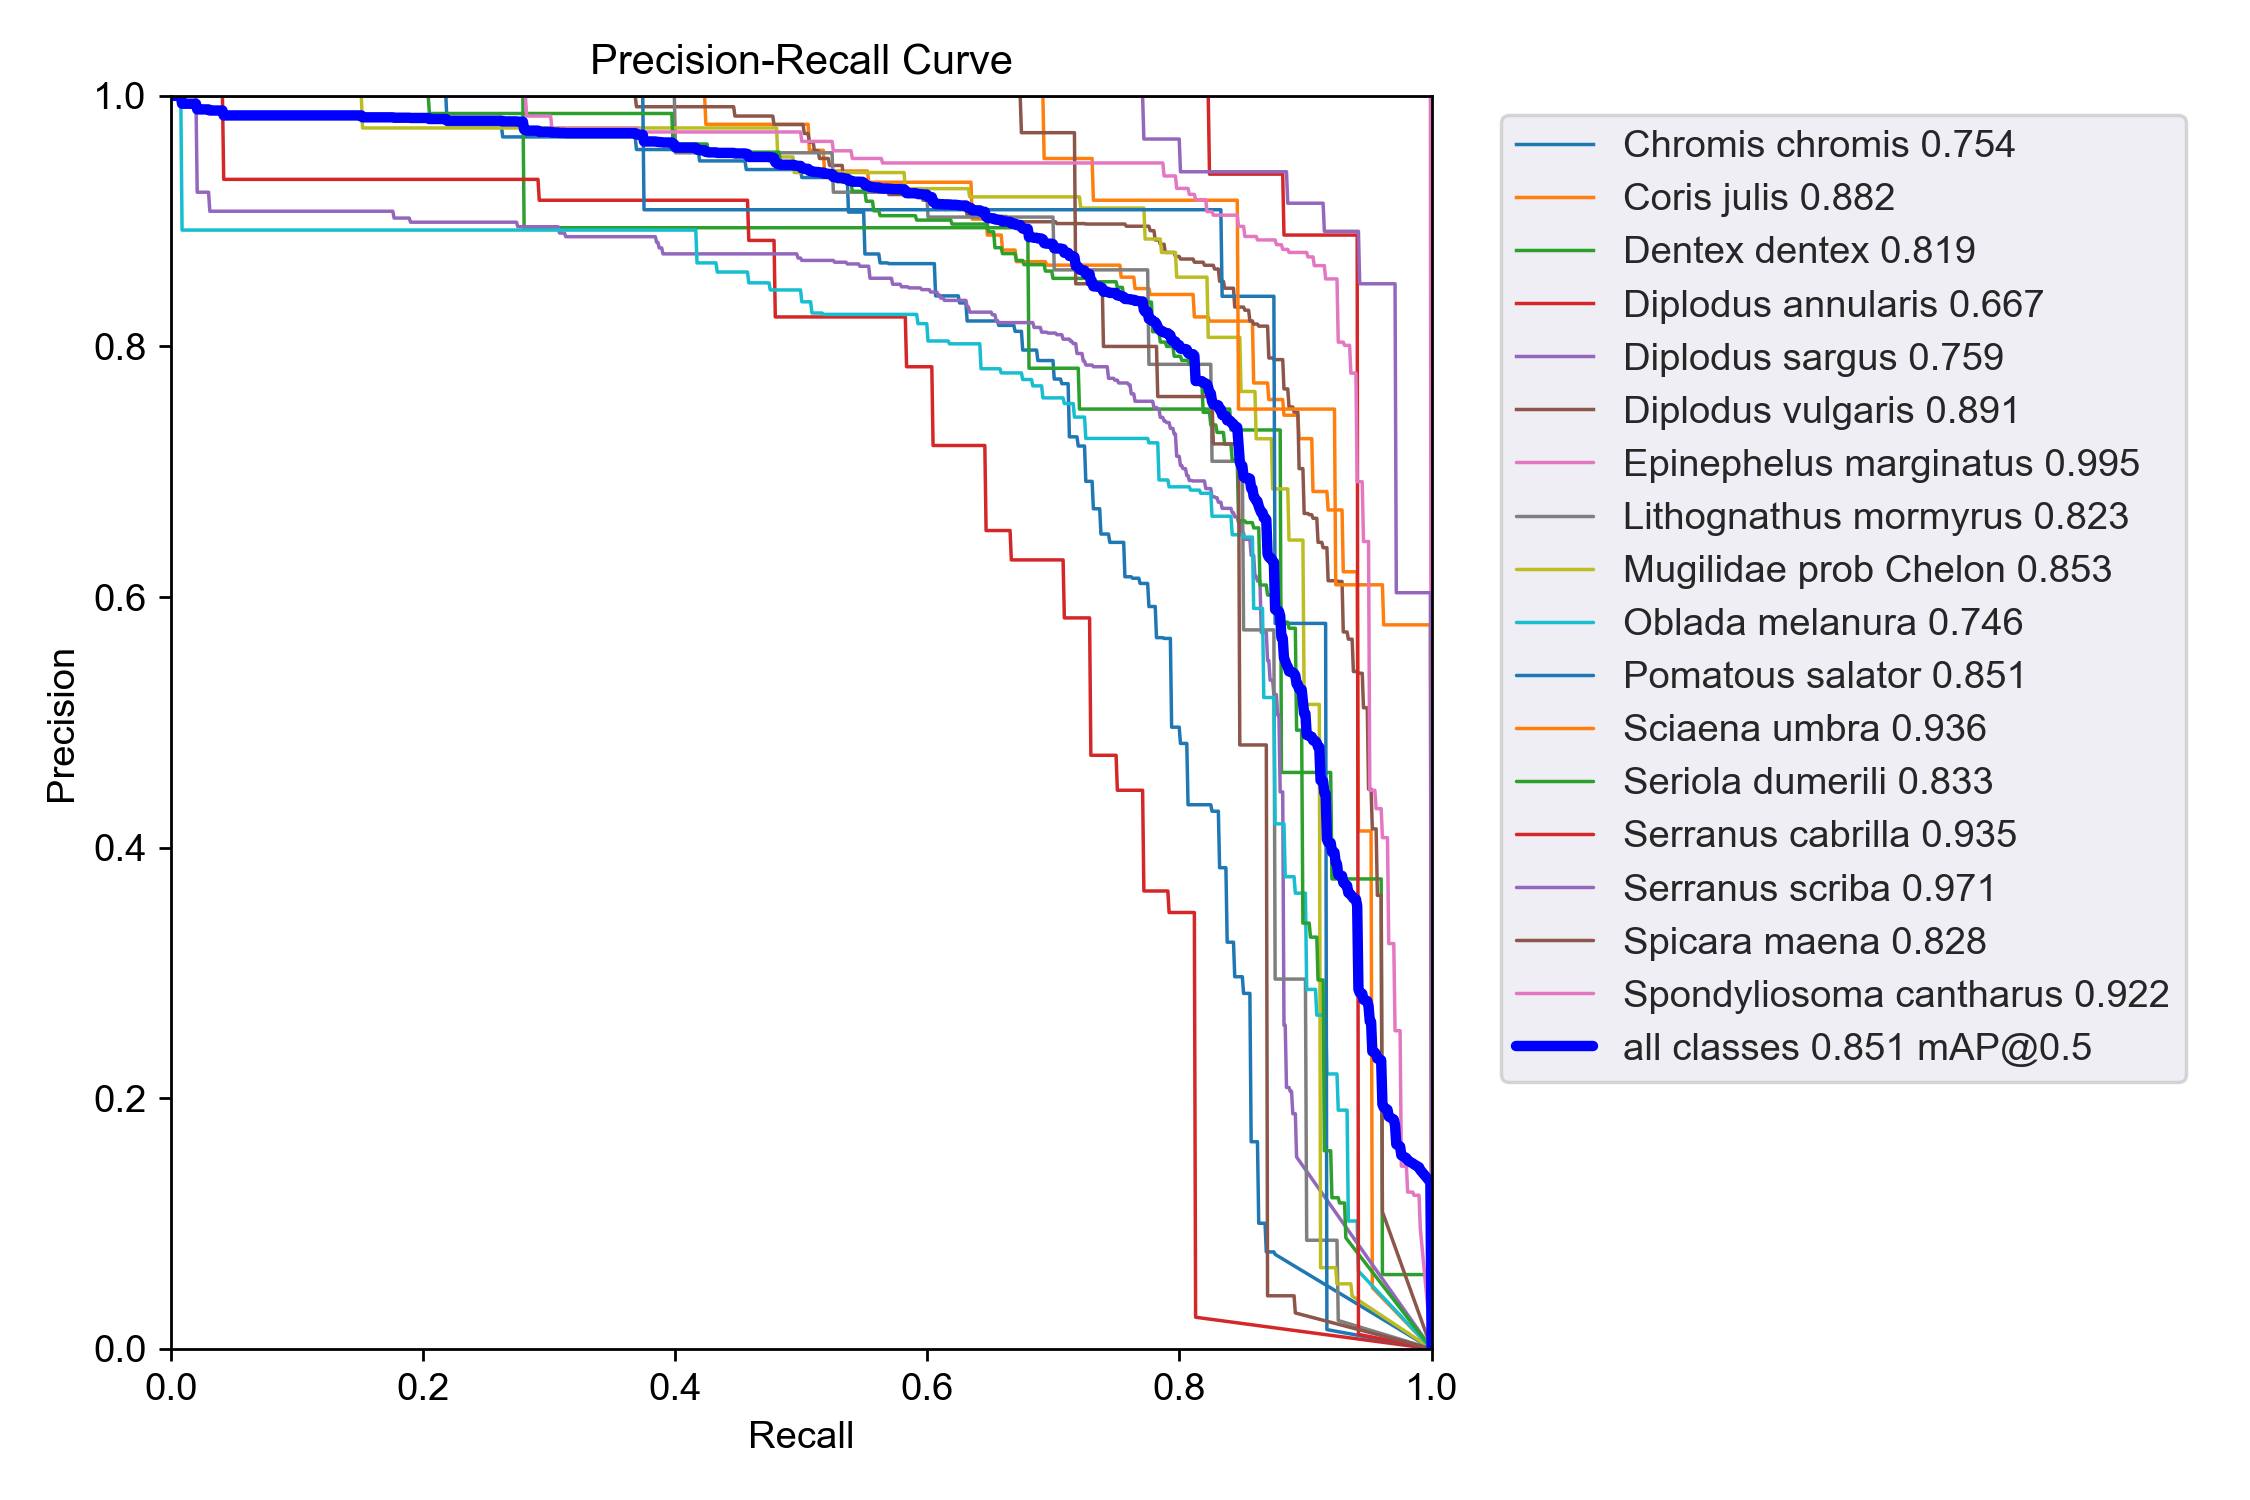 Precision-Recall Curve
1.0
0.8
0.6
0.4
0.2
0.0
Precision
0.0 0.2 0.4 0.6 0.8 1.0
Recall
Chromis chromis 0.754
Coris julis 0.882
Dentex dentex 0.819
Diplodus annularis 0.667
Diplodus sargus 0.759
Diplodus vulgaris 0.891
Epinephelus marginatus 0.995
Lithognathus mormyrus 0.823
Mugilidae prob Chelon 0.853
Oblada melanura 0.746
Pomatous salator 0.851
Sciaena umbra 0.936
Seriola dumerili 0.833
Serranus cabrilla 0.935
Serranus scriba 0.971
Spicara maena 0.828
Spondyliosoma cantharus 0.922
all classes 0.851 mAP@0.5